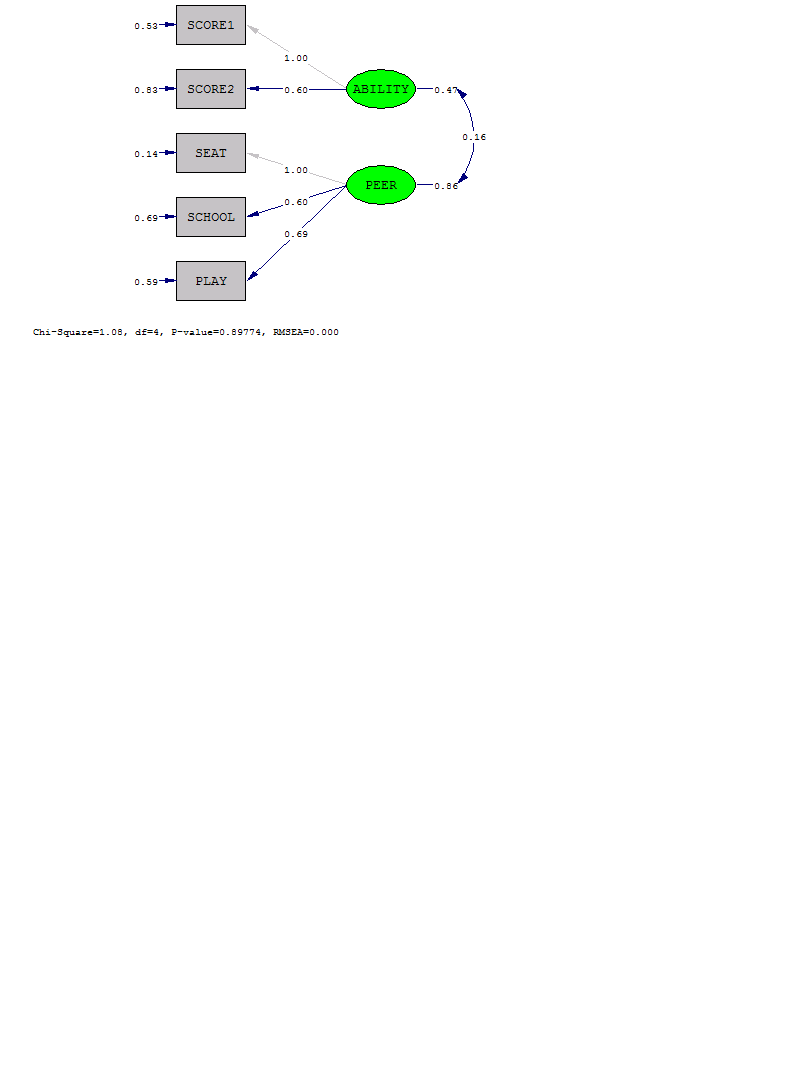 0.53 SCORE1
1.00
0.83 SCORE2 0.60 ABILITY 0.47
0.16
0.14 SEAT
1.00
PEER 0.86
0.60
0.69 SCHOOL
0.69
0.59 PLAY
Chi-Square=1.08, df=4, P-value=0.89774, RMSEA=0.000